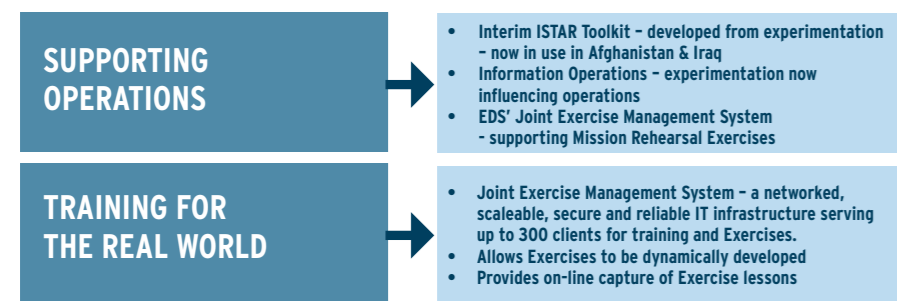 SUPPORTING
OPERATIONS
• Interim ISTAR Toolkit – developed from experimentation
– now in use in Afghanistan & Iraq
• Information Operations – experimentation now
influencing operations
• EDS' Joint Exercise Management System
- supporting Mission Rehearsal Exercises
TRAINING FOR
THE REAL WORLD
• Joint Exercise Management System – a networked,
scaleable, secure and reliable IT infrastructure serving
up to 300 clients for training and Exercises.
• Allows Exercises to be dynamically developed
• Provides on-line capture of Exercise lessons